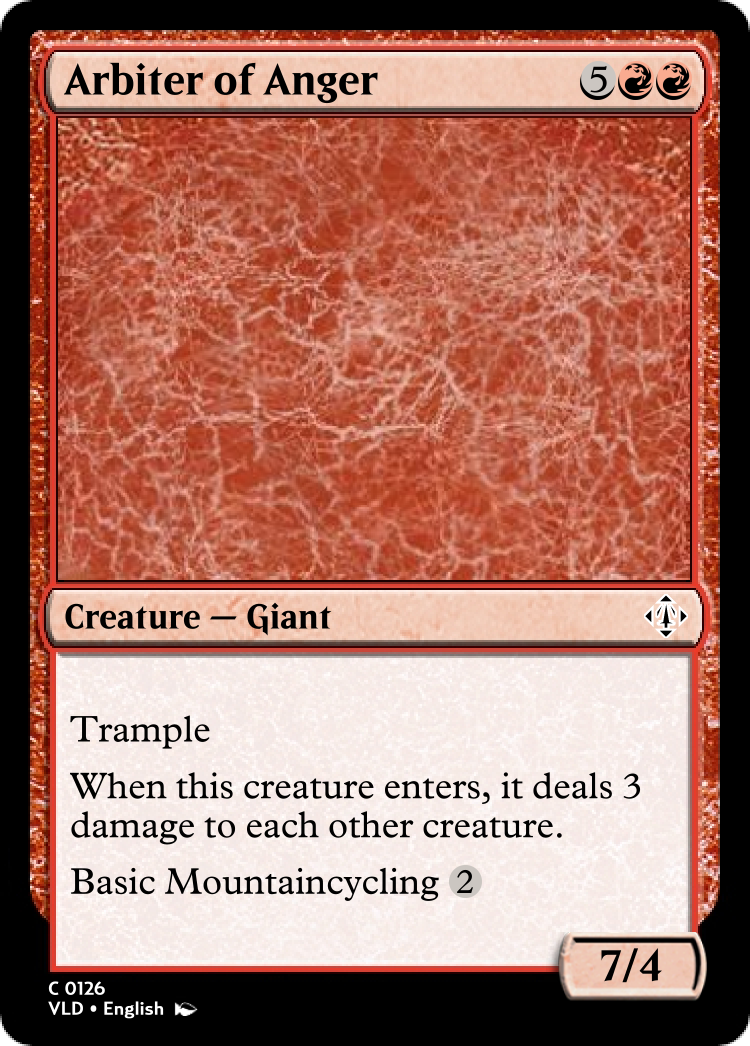 Arbiter of Anger 5
Creature — Giant
Trample
When this creature enters, it deals 3
damage to each other creature.
Basic Mountaincycling 2
7/4
C 0126
VLD • English